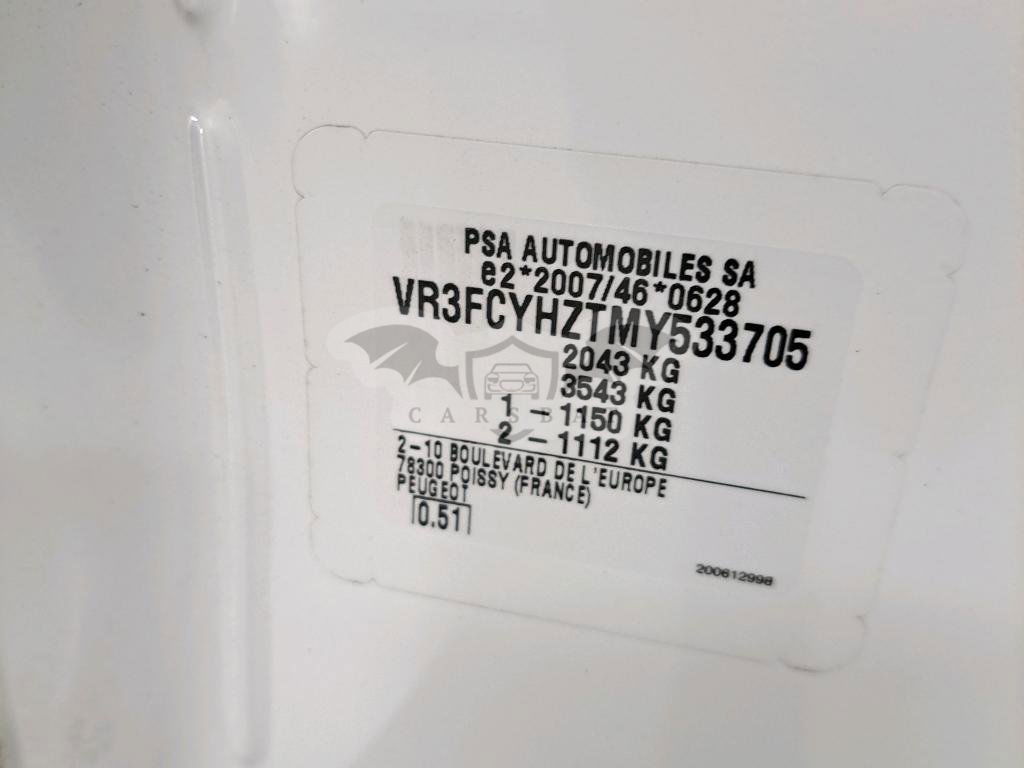 PSA AUTOMOBILES SA
e2*2007/46*0628
VR3FCYHZTMY533705
2043 KG
3543 KG
1 - 1150 KG
2 - 1112 KG
2-10 BOULEVARD DE L'EUROPE
78300 POISSY (FRANCE)
PEUGEOT
0.51
200612998